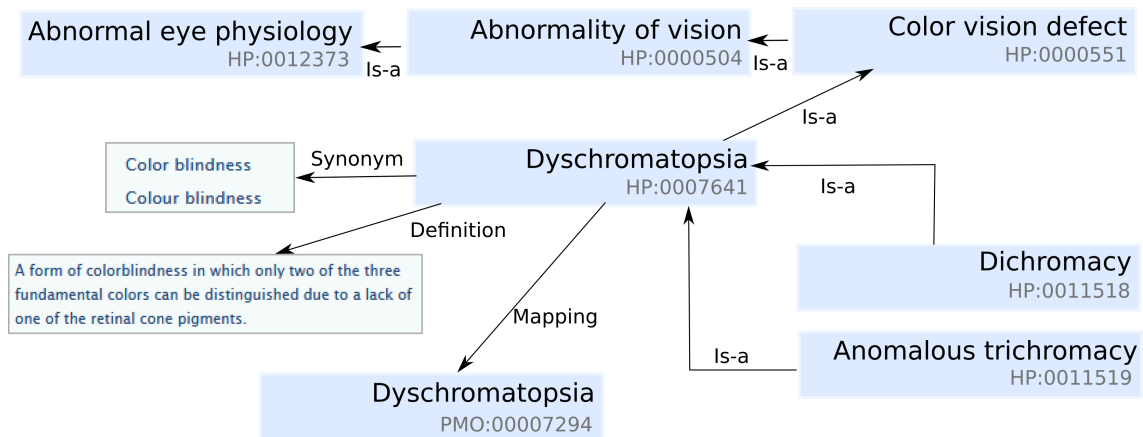 Abnormal eye physiology
HP:0012373
Is-a
Abnormality of vision
HP:0000504
Is-a
Color vision defect
HP:0000551
Is-a
Color blindness
Colour blindness
Synonym
Dyschromatopsia
HP:0007641
Is-a
Definition
A form of colorblindness in which only two of the three
fundamental colors can be distinguished due to a lack of
one of the retinal cone pigments.
Dichromacy
HP:0011518
Mapping
Is-a
Anomalous trichromacy
HP:0011519
Dyschromatopsia
PMO:00007294